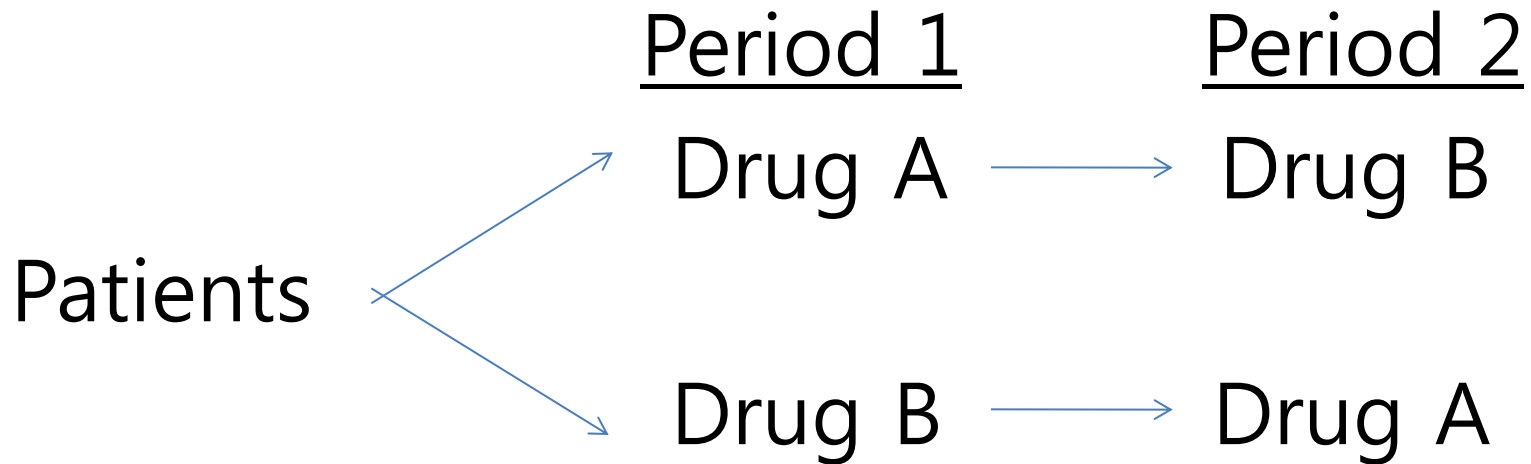 Period 1 Period 2
Drug A Drug B
Patients
Drug B Drug A